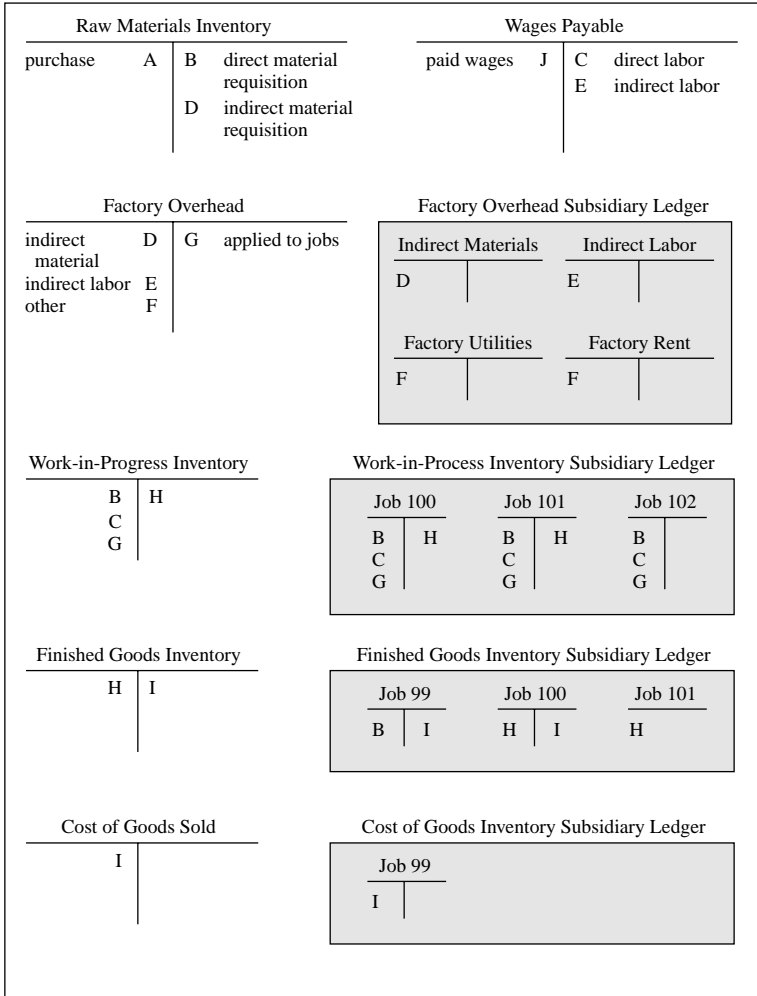 Raw Materials Inventory
Wages Payable
purchase A B direct material
requisition
D indirect material
requisition
paid wages J C direct labor
E indirect labor
Factory Overhead
Factory Overhead Subsidiary Ledger
indirect D G applied to jobs
material
indirect labor E
other F
Indirect Materials Indirect Labor
D E
Factory Utilities Factory Rent
F F
Work-in-Progress Inventory
Work-in-Process Inventory Subsidiary Ledger
B H
C
G
Job 100 Job 101 Job 102
B H B H B
C C C
G G G
Finished Goods Inventory
Finished Goods Inventory Subsidiary Ledger
H I
Job 99 Job 100 Job 101
B I H I H
Cost of Goods Sold
Cost of Goods Inventory Subsidiary Ledger
I
Job 99
I